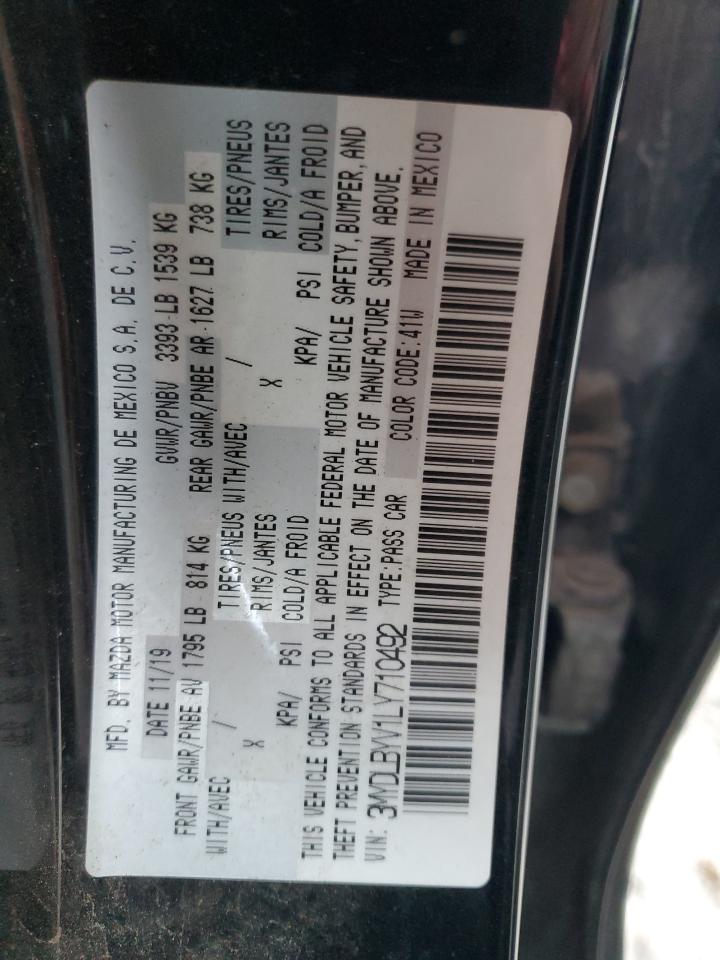 MFD. BY MAZDA MOTOR MANUFACTURING DE MEXICO S.A. DE C.V.
DATE 11/19 GVWR/PNBV 3393 LB 1539 KG
FRONT GAWR/PNBE AV 1795 LB 814 KG REAR GAWR/PNBE AR 1627 LB 738 KG
WITH/AVEC / TIRES/PNEUS WITH/AVEC / TIRES/PNEUS
X RIMS/JANTES X RIMS/JANTES
KPA/ PSI COLD/A FROID KPA/ PSI COLD/A FROID
THIS VEHICLE CONFORMS TO ALL APPLICABLE FEDERAL MOTOR VEHICLE SAFETY, BUMPER, AND
THEFT PREVENTION STANDARDS IN EFFECT ON THE DATE OF MANUFACTURE SHOWN ABOVE.
VIN: 3MYDLBYV1LY710492 TYPE:PASS CAR COLOR CODE:41W MADE IN MEXICO